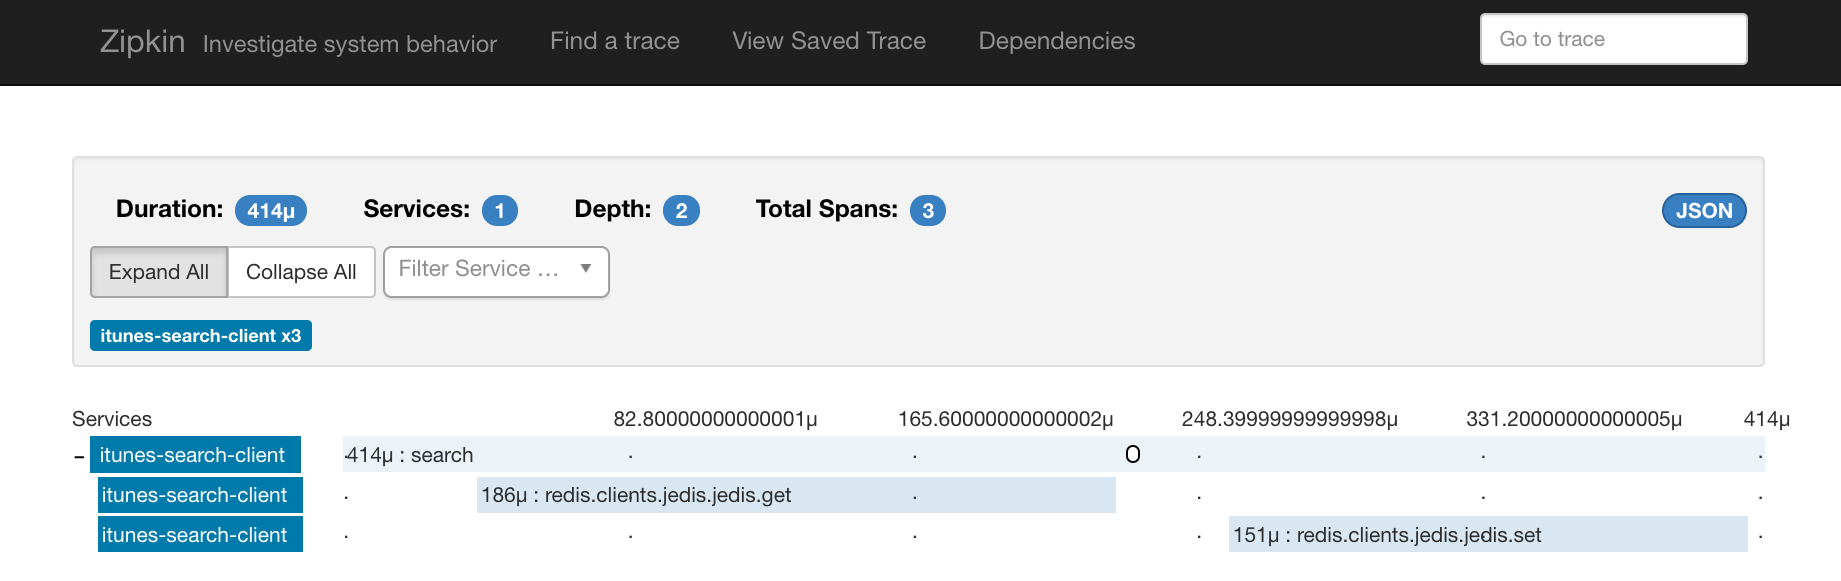 Zipkin Investigate system behavior Find a trace View Saved Trace Dependencies Go to trace
Duration: 414μ Services: 1 Depth: 2 Total Spans: 3 JSON
Expand All Collapse All Filter Service ...
itunes-search-client x3
Services 82.80000000000001μ 165.60000000000002μ 248.39999999999998μ 331.20000000000005μ 414μ
- itunes-search-client 414μ : search
itunes-search-client 186μ : redis.clients.jedis.jedis.get
itunes-search-client 151μ : redis.clients.jedis.jedis.set